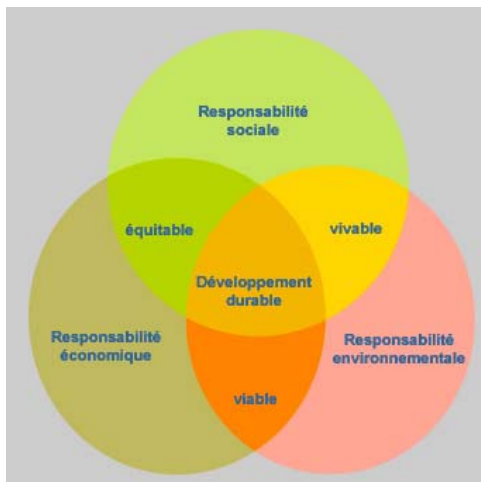 Responsabilité
sociale
équitable
vivable
Développement
durable
Responsabilité
économique
Responsabilité
environnementale
viable